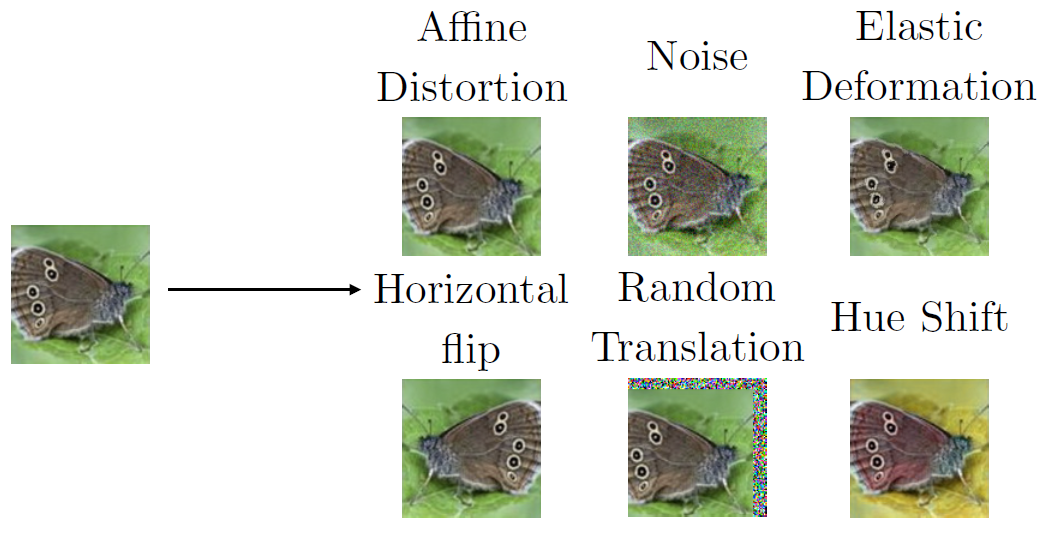 Affine
Distortion
Noise
Elastic
Deformation
Horizontal
flip
Random
Translation
Hue Shift